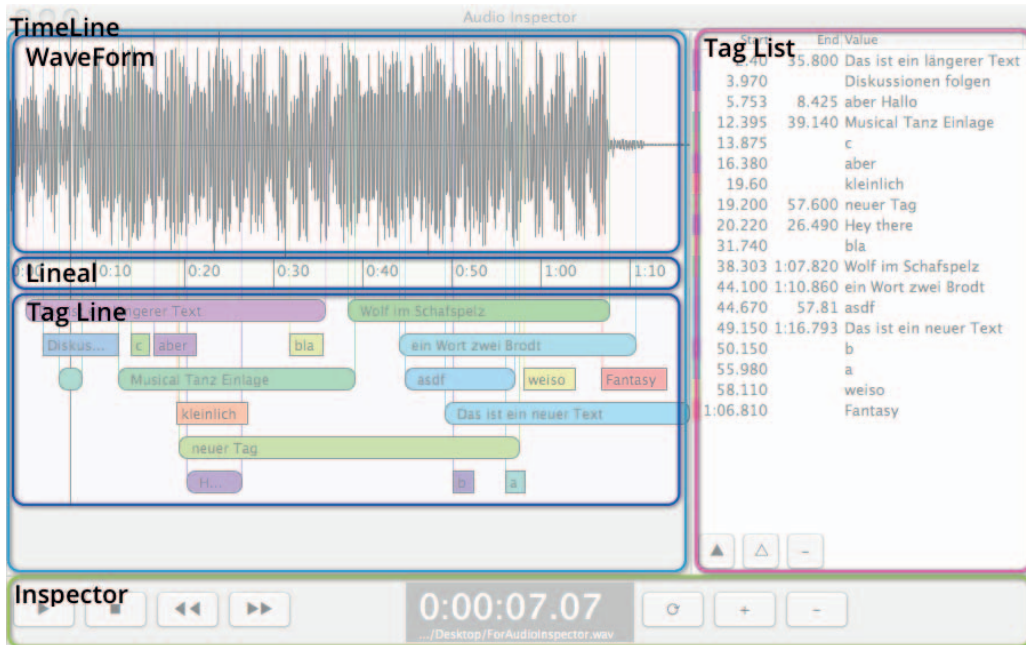 Audio Inspector
TimeLine
WaveForm
Lineal
0:00 0:10 0:20 0:30 0:40 0:50 1:00 1:10
Tag Line
ngerer Text
Wolf im Schafspelz
Diskus...
c
aber
bla
ein Wort zwei Brodt
Musical Tanz Einlage
asdf
weiso
Fantasy
kleinlich
Das ist ein neuer Text
neuer Tag
H...
b
a
Tag List
Start End Value
2.40 35.800 Das ist ein längerer Text
3.970 Diskussionen folgen
5.753 8.425 aber Hallo
12.395 39.140 Musical Tanz Einlage
13.875 c
16.380 aber
19.60 kleinlich
19.200 57.600 neuer Tag
20.220 26.490 Hey there
31.740 bla
38.303 1:07.820 Wolf im Schafspelz
44.100 1:10.860 ein Wort zwei Brodt
44.670 57.81 asdf
49.150 1:16.793 Das ist ein neuer Text
50.150 b
55.980 a
58.110 weiso
1:06.810 Fantasy
Inspector
0:00:07.07
.../Desktop/ForAudioInspector.wav